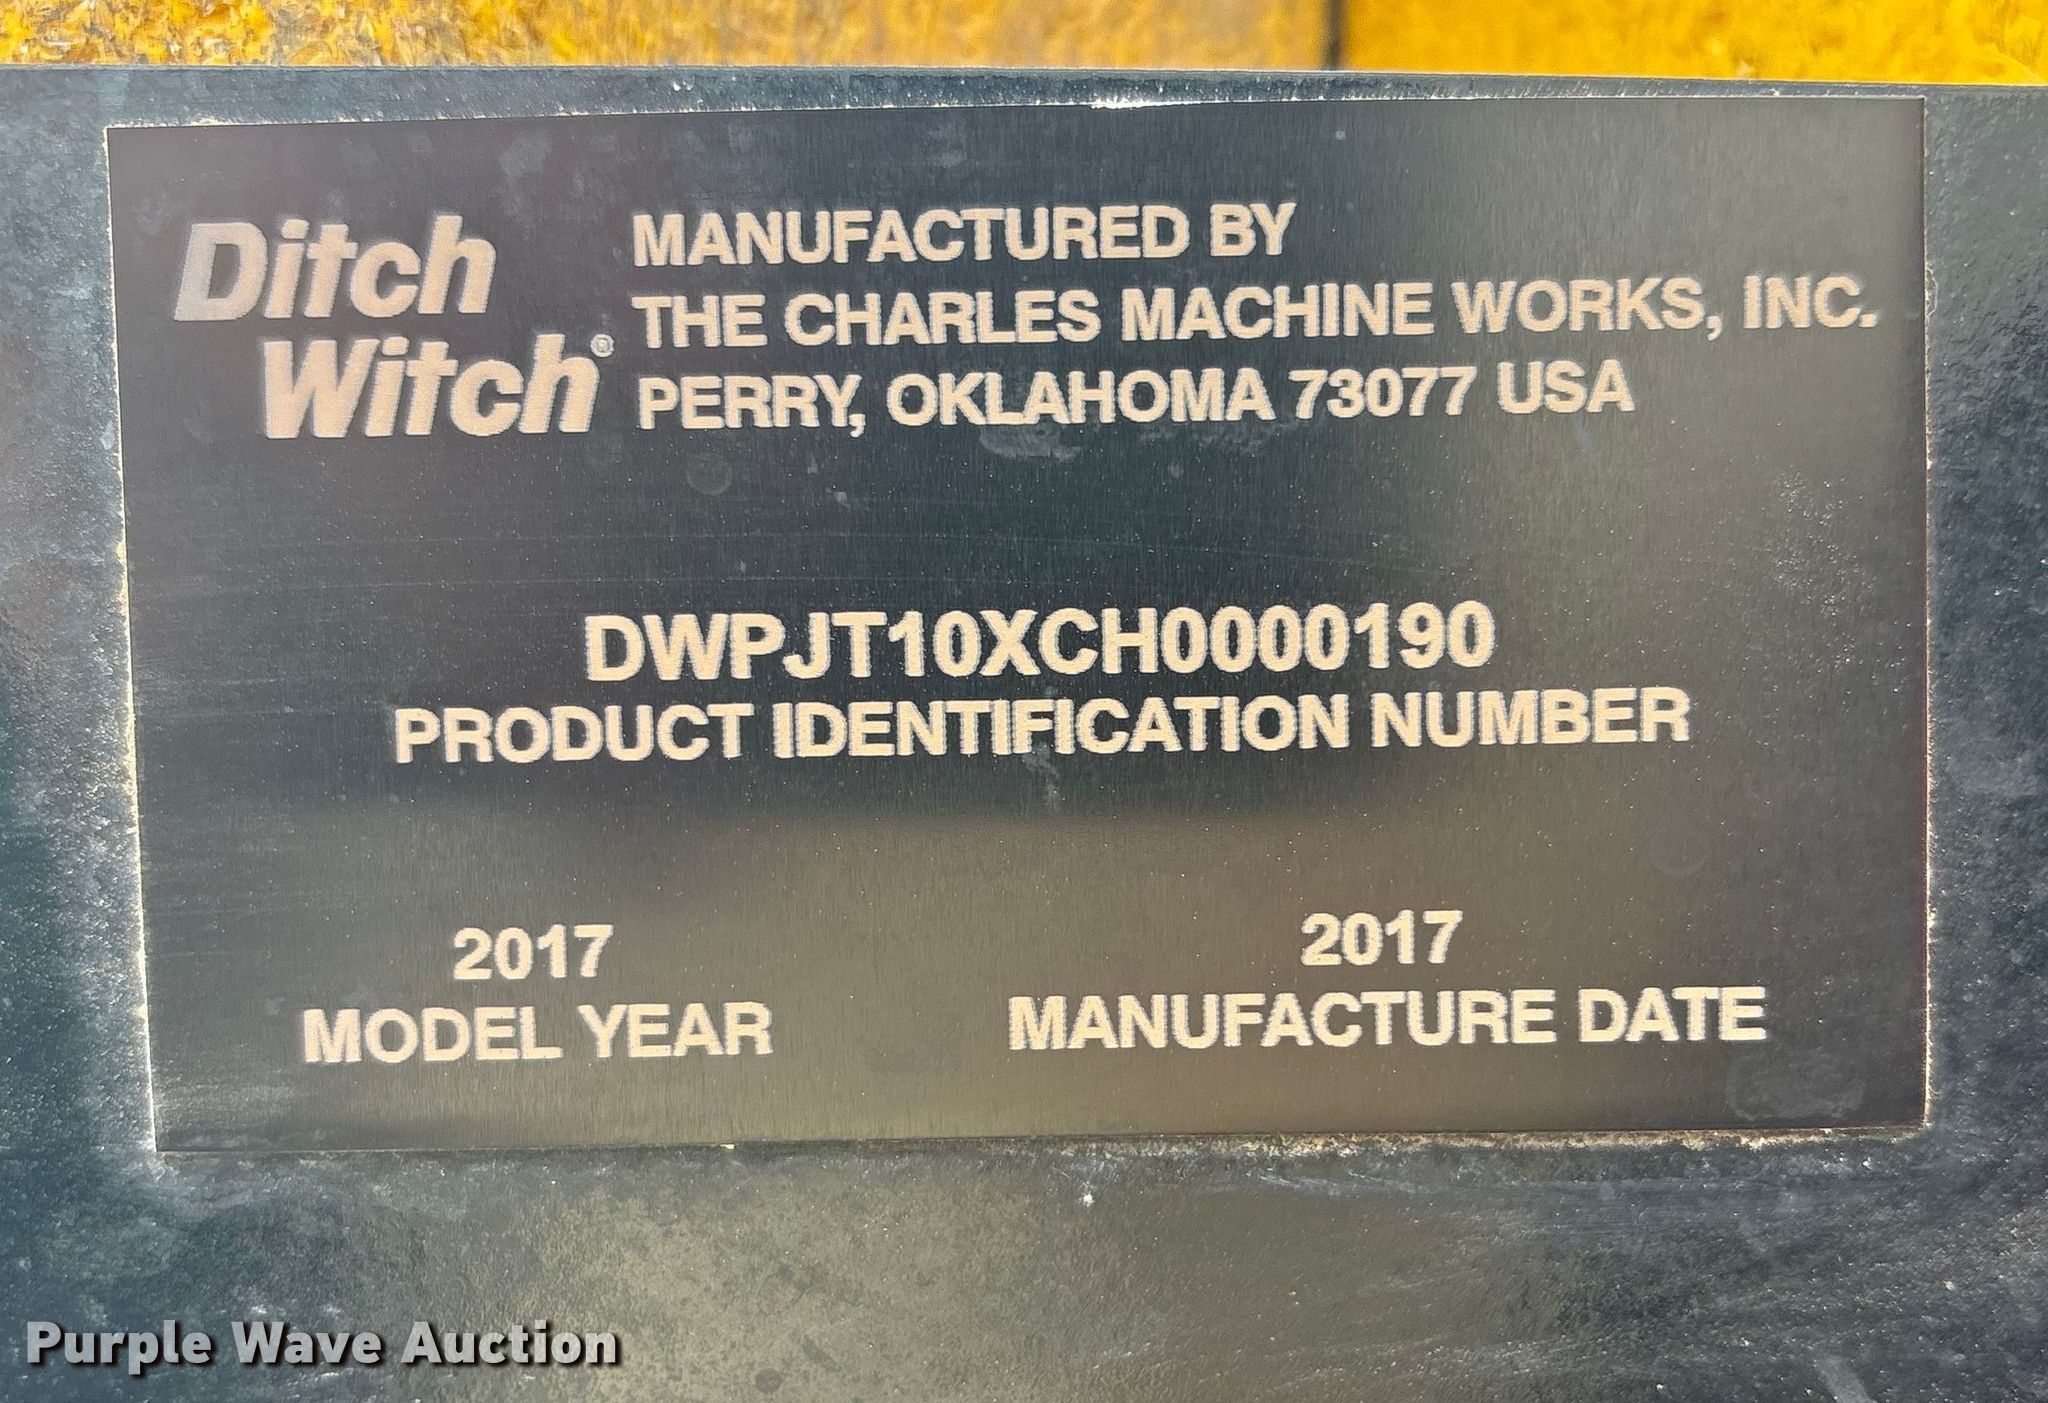 Ditch
Witch®
MANUFACTURED BY
THE CHARLES MACHINE WORKS, INC.
PERRY, OKLAHOMA 73077 USA
DWPJT10XCH0000190
PRODUCT IDENTIFICATION NUMBER
2017
MODEL YEAR
2017
MANUFACTURE DATE
Purple Wave Auction